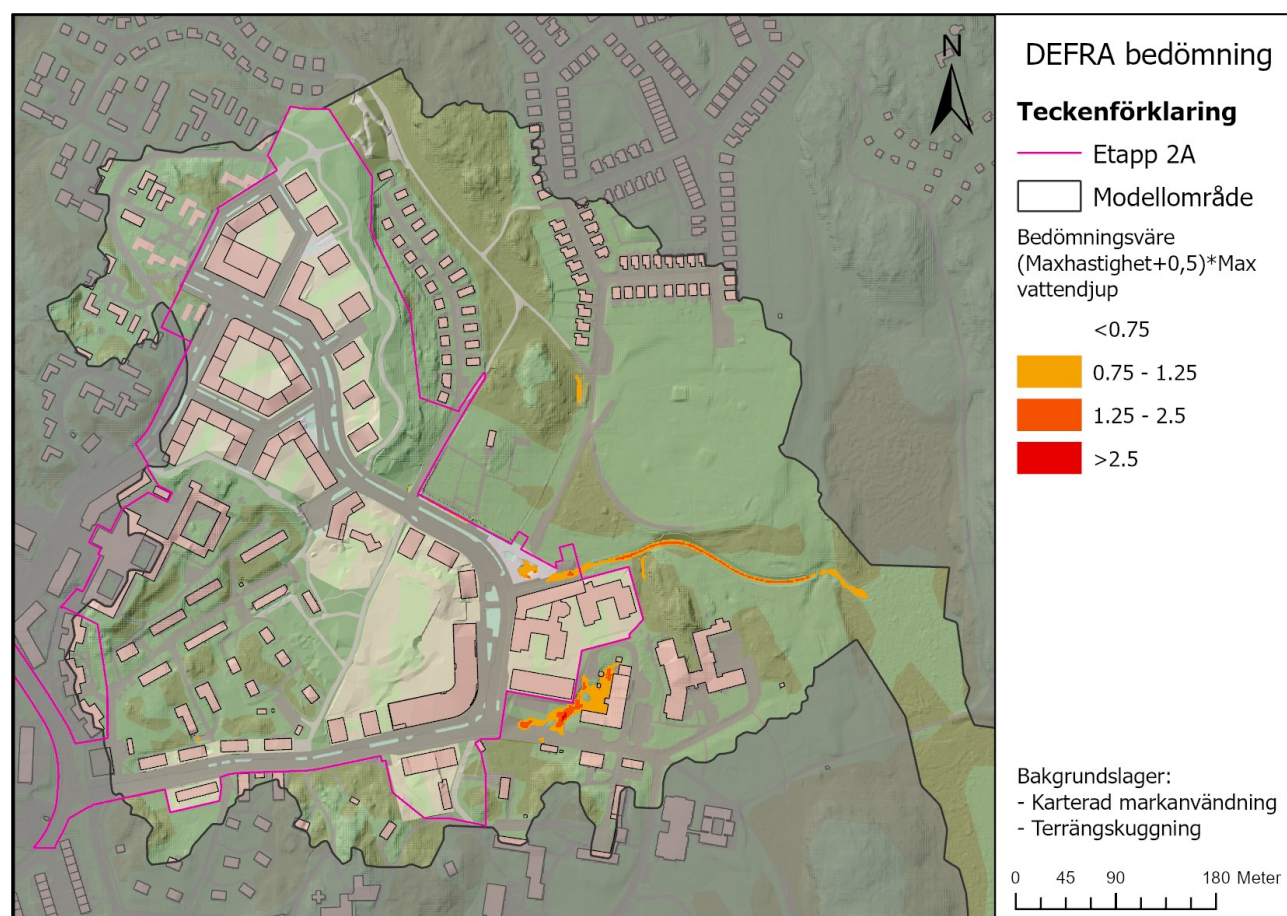 N
DEFRA bedömning
Teckenförklaring
Etapp 2A
Modellområde
Bedömningsväre
(Maxhastighet+0,5)*Max
vattendjup
<0.75
0.75 - 1.25
1.25 - 2.5
>2.5
Bakgrundslager:
- Karterad markanvändning
- Terrängskuggning
0 45 90 180 Meter